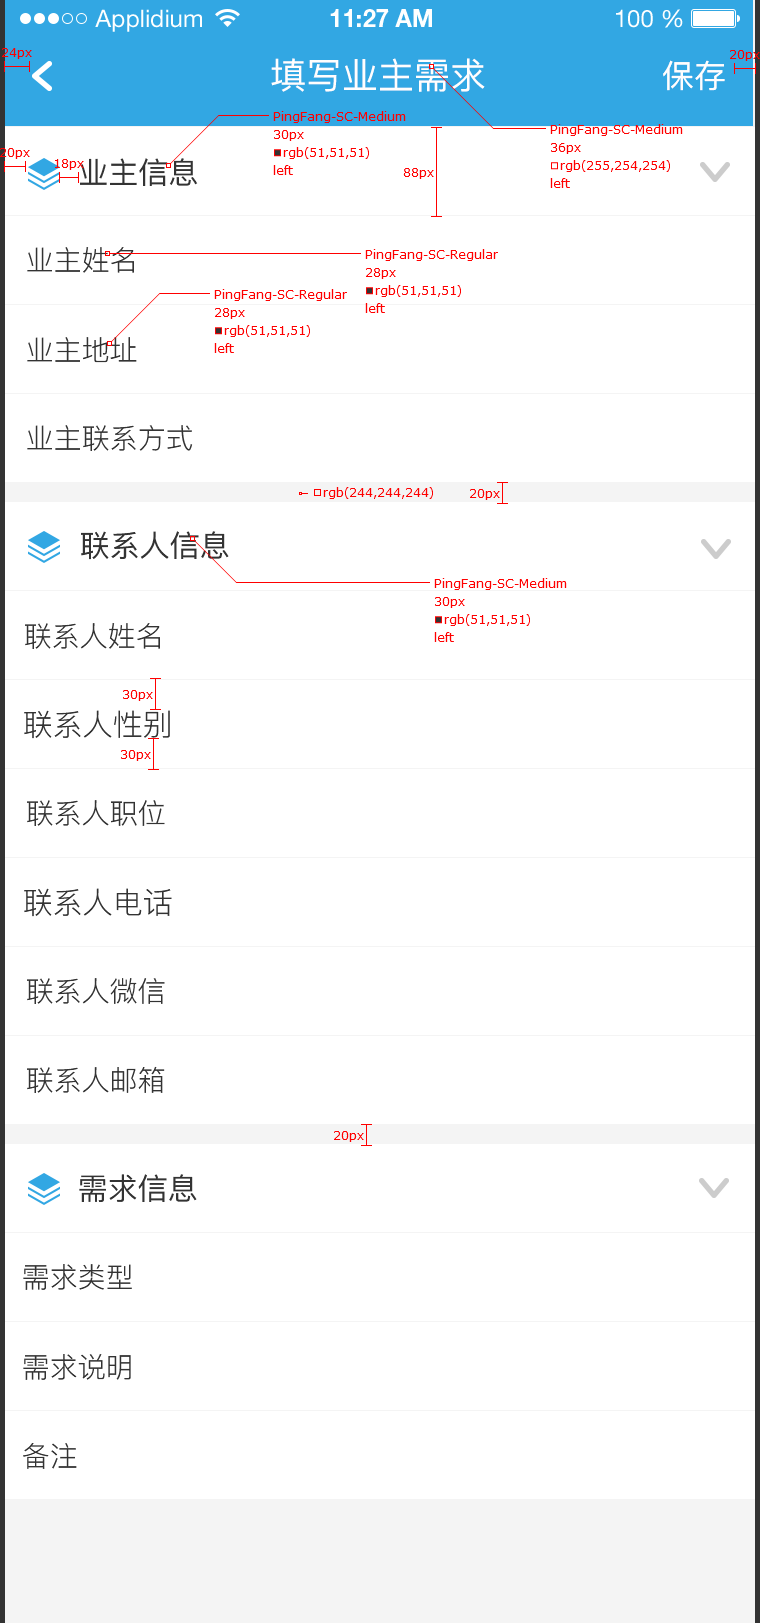 Applidium 11:27 AM 100 %
24px 填写业主需求 保存 20px
PingFang-SC-Medium
30px
rgb(51,51,51)
left
PingFang-SC-Medium
36px
rgb(255,254,254)
left
20px 18px 业主信息 88px
业主姓名
PingFang-SC-Regular
28px
rgb(51,51,51)
left
PingFang-SC-Regular
28px
rgb(51,51,51)
left
业主地址
业主联系方式
rgb(244,244,244) 20px
联系人信息
PingFang-SC-Medium
30px
rgb(51,51,51)
left
联系人姓名
30px
联系人性别
30px
联系人职位
联系人电话
联系人微信
联系人邮箱
20px
需求信息
需求类型
需求说明
备注